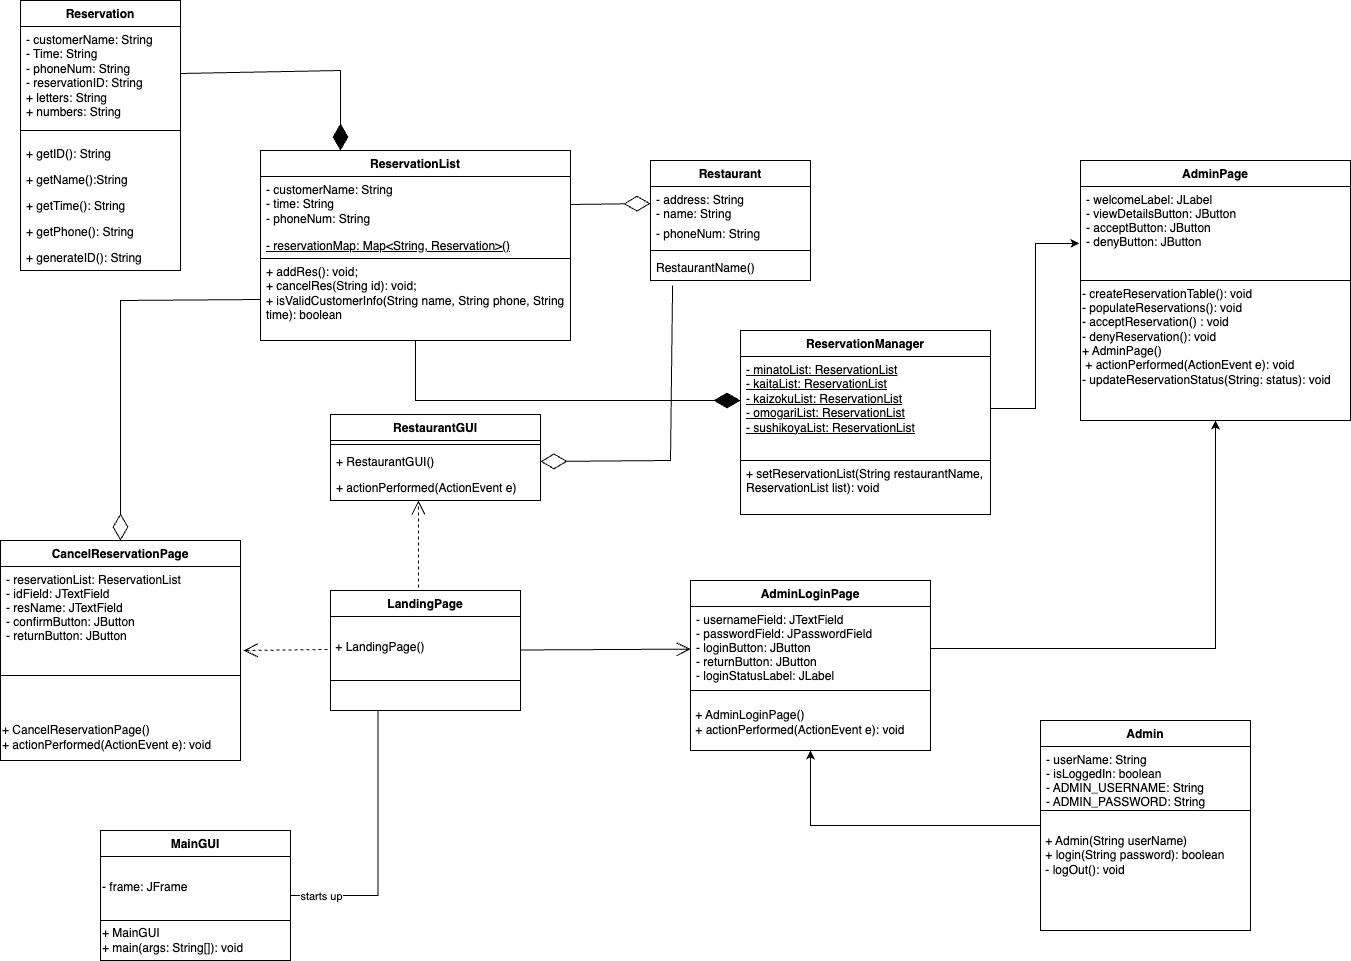 Reservation
- customerName: String
- Time: String
- phoneNum: String
- reservationID: String
+ letters: String
+ numbers: String
+ getID(): String
+ getName():String
+ getTime(): String
+ getPhone(): String
+ generateID(): String
ReservationList
- customerName: String
- time: String
- phoneNum: String
- reservationMap: Map<String, Reservation>()
+ addRes(): void;
+ cancelRes(String id): void;
+ isValidCustomerInfo(String name, String phone, String
time): boolean
Restaurant
- address: String
- name: String
- phoneNum: String
RestaurantName()
AdminPage
- welcomeLabel: JLabel
- viewDetailsButton: JButton
- acceptButton: JButton
- denyButton: JButton
- createReservationTable(): void
- populateReservations(): void
- acceptReservation() : void
- denyReservation(): void
+ AdminPage()
+ actionPerformed(ActionEvent e): void
- updateReservationStatus(String: status): void
ReservationManager
- minatoList: ReservationList
- kaitaList: ReservationList
- kaizokuList: ReservationList
- omogariList: ReservationList
- sushikoyaList: ReservationList
+ setReservationList(String restaurantName,
ReservationList list): void
RestaurantGUI
+ RestaurantGUI()
+ actionPerformed(ActionEvent e)
CancelReservationPage
- reservationList: ReservationList
- idField: JTextField
- resName: JTextField
- confirmButton: JButton
- returnButton: JButton
+ CancelReservationPage()
+ actionPerformed(ActionEvent e): void
LandingPage
+ LandingPage()
AdminLoginPage
- usernameField: JTextField
- passwordField: JPasswordField
- loginButton: JButton
- returnButton: JButton
- loginStatusLabel: JLabel
+ AdminLoginPage()
+ actionPerformed(ActionEvent e): void
Admin
- userName: String
- isLoggedIn: boolean
- ADMIN_USERNAME: String
- ADMIN_PASSWORD: String
+ Admin(String userName)
+ login(String password): boolean
- logOut(): void
MainGUI
- frame: JFrame
+ MainGUI
+ main(args: String[]): void
starts up